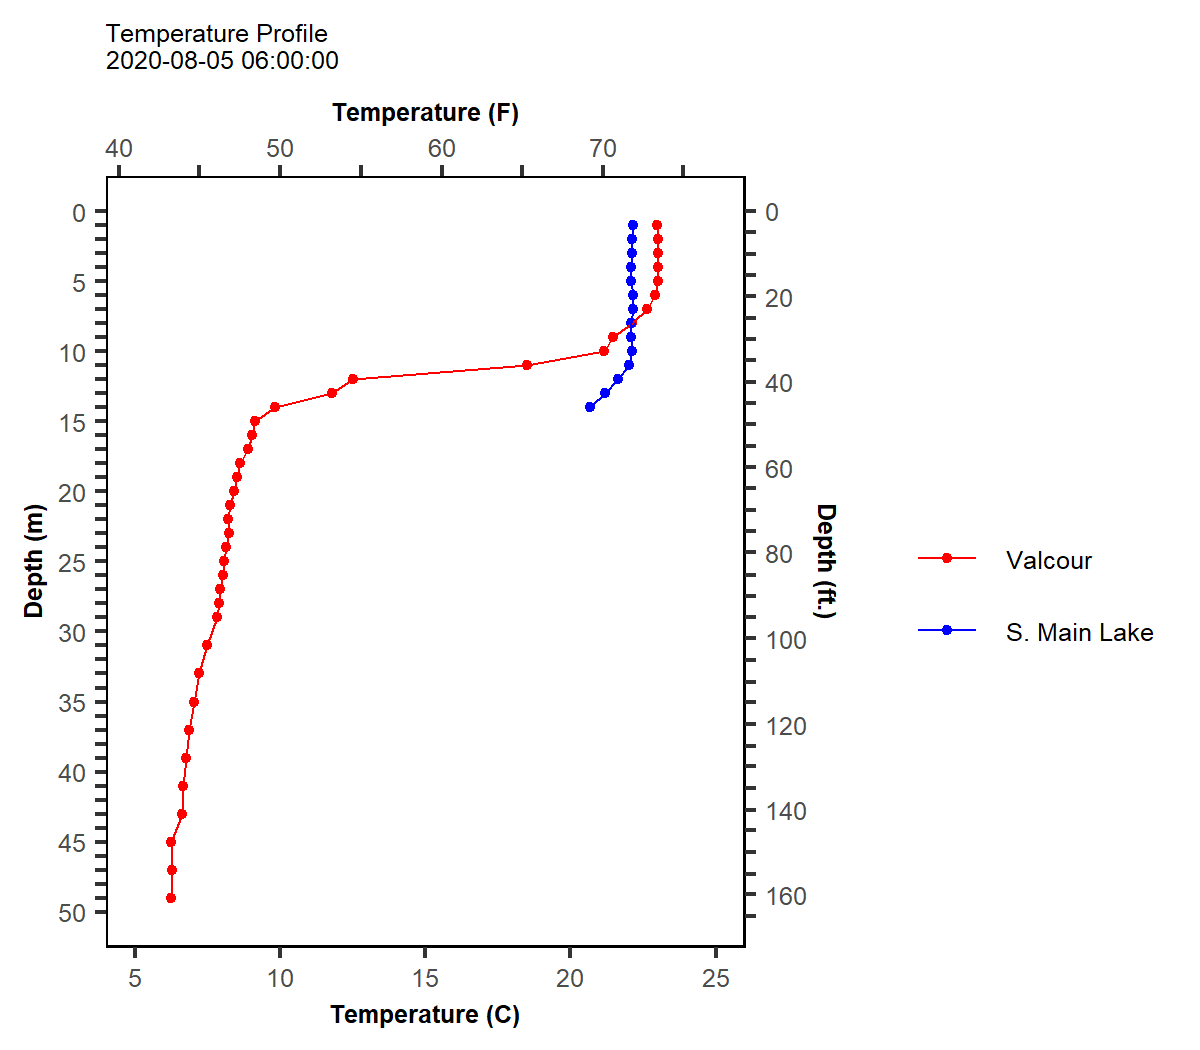 Temperature Profile
2020-08-05 06:00:00
Temperature (F)
40 50 60 70
0
5
10
15
20
25
30
35
40
45
50
Depth (m)
0
20
40
60
80
100
120
140
160
Depth (ft.)
Valcour
S. Main Lake
5 10 15 20 25
Temperature (C)